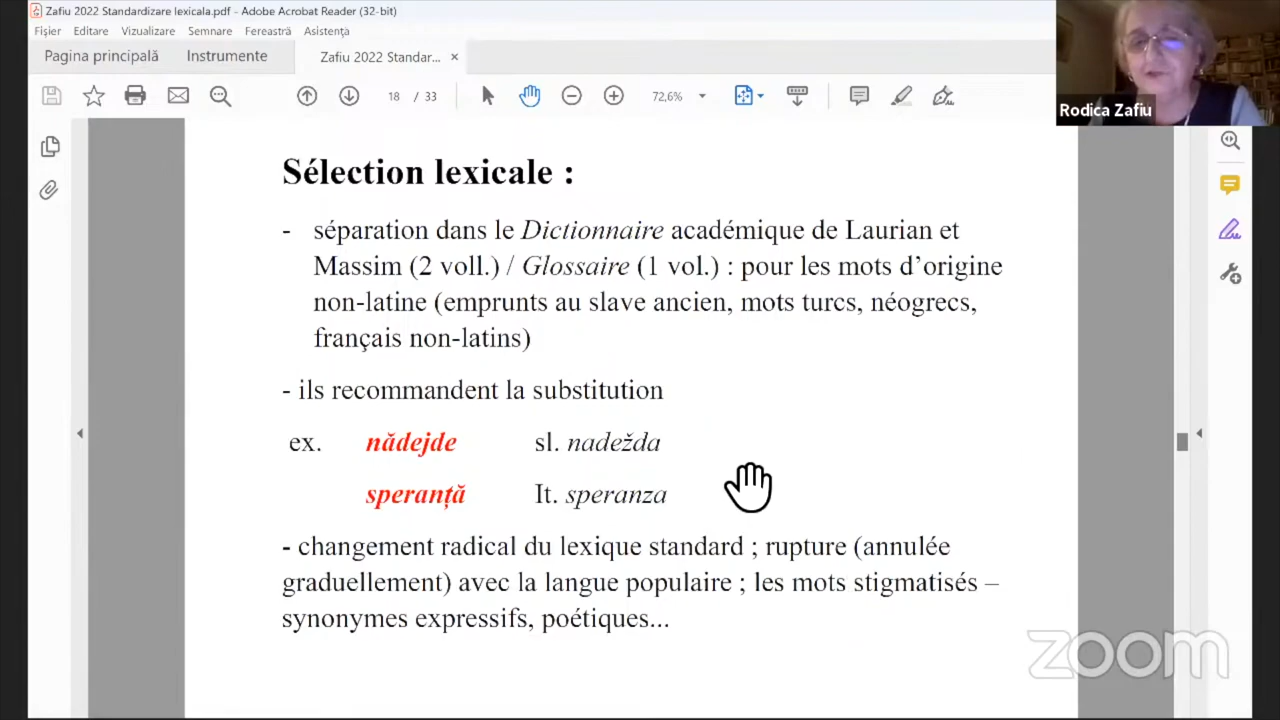 Zafiu 2022 Standardizare lexicala.pdf - Adobe Acrobat Reader (32-bit)
Fișier Editare Vizualizare Semnare Fereastră Asistență
Pagina principală Instrumente Zafiu 2022 Standar... ×
18 / 33 72,6%
Rodica Zafiu
Sélection lexicale :
- séparation dans le Dictionnaire académique de Laurian et
Massim (2 voll.) / Glossaire (1 vol.) : pour les mots d’origine
non-latine (emprunts au slave ancien, mots turcs, néogrecs,
français non-latins)
- ils recommandent la substitution
ex. nădejde sl. nadežda
speranță It. speranza
- changement radical du lexique standard ; rupture (annulée
graduellement) avec la langue populaire ; les mots stigmatisés –
synonymes expressifs, poétiques...
zoom